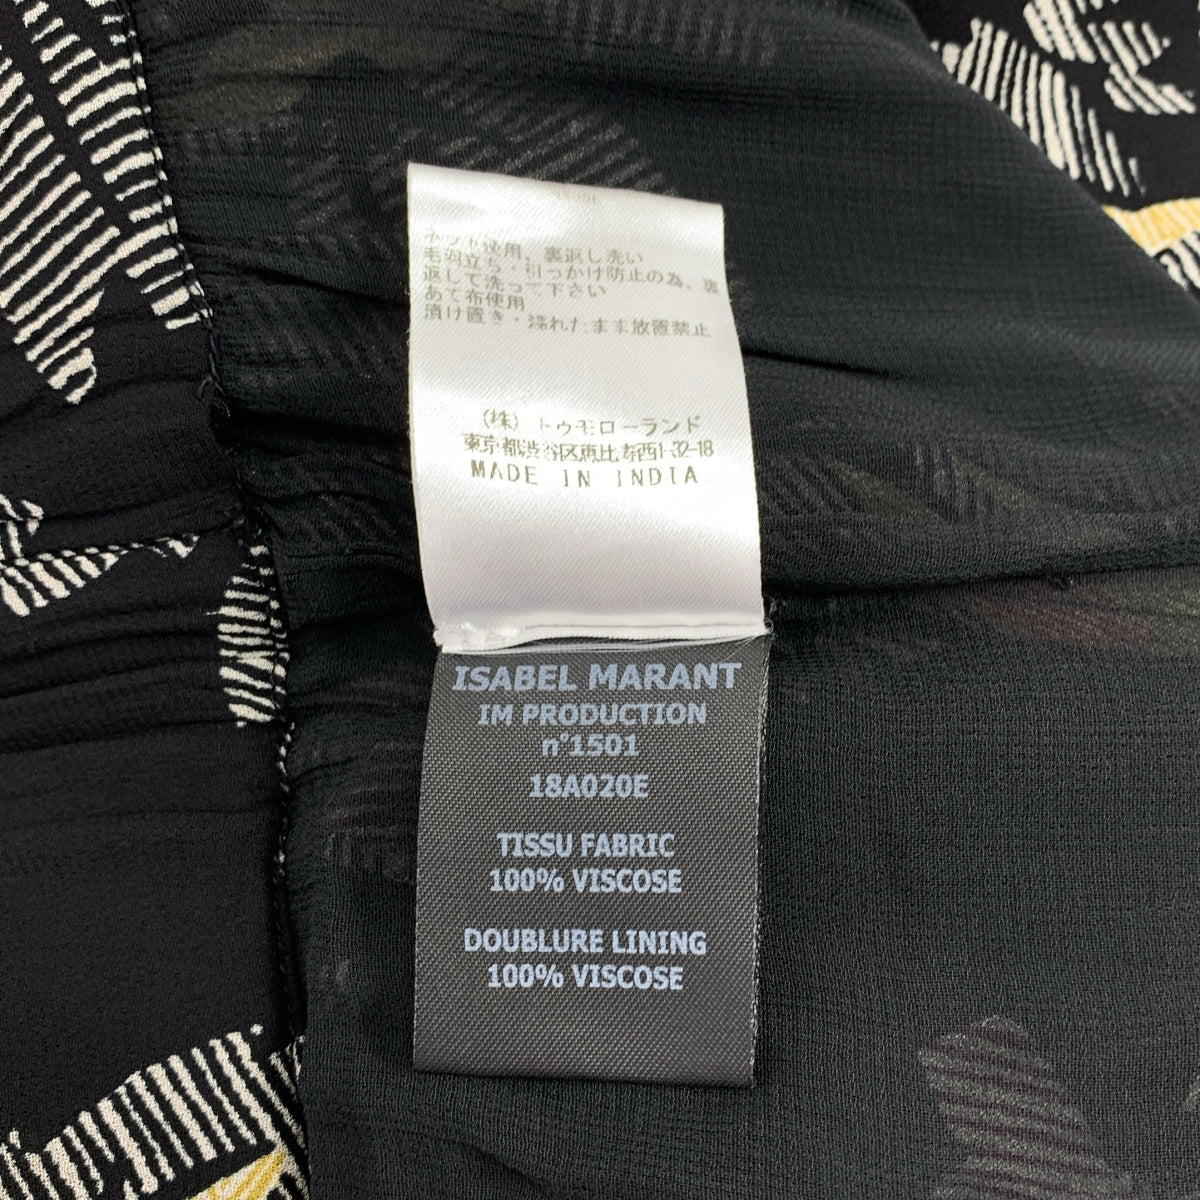 ネット使用、裏返し洗い
毛羽立ち・引っかけ防止の為、裏
返して洗って下さい
あて布使用
漬け置き・濡れたまま放置禁止
(株) トゥモローランド
東京都渋谷区恵比寿西1-32-18
MADE IN INDIA
ISABEL MARANT
IM PRODUCTION
n°1501
18A020E
TISSU FABRIC
100% VISCOSE
DOUBLURE LINING
100% VISCOSE